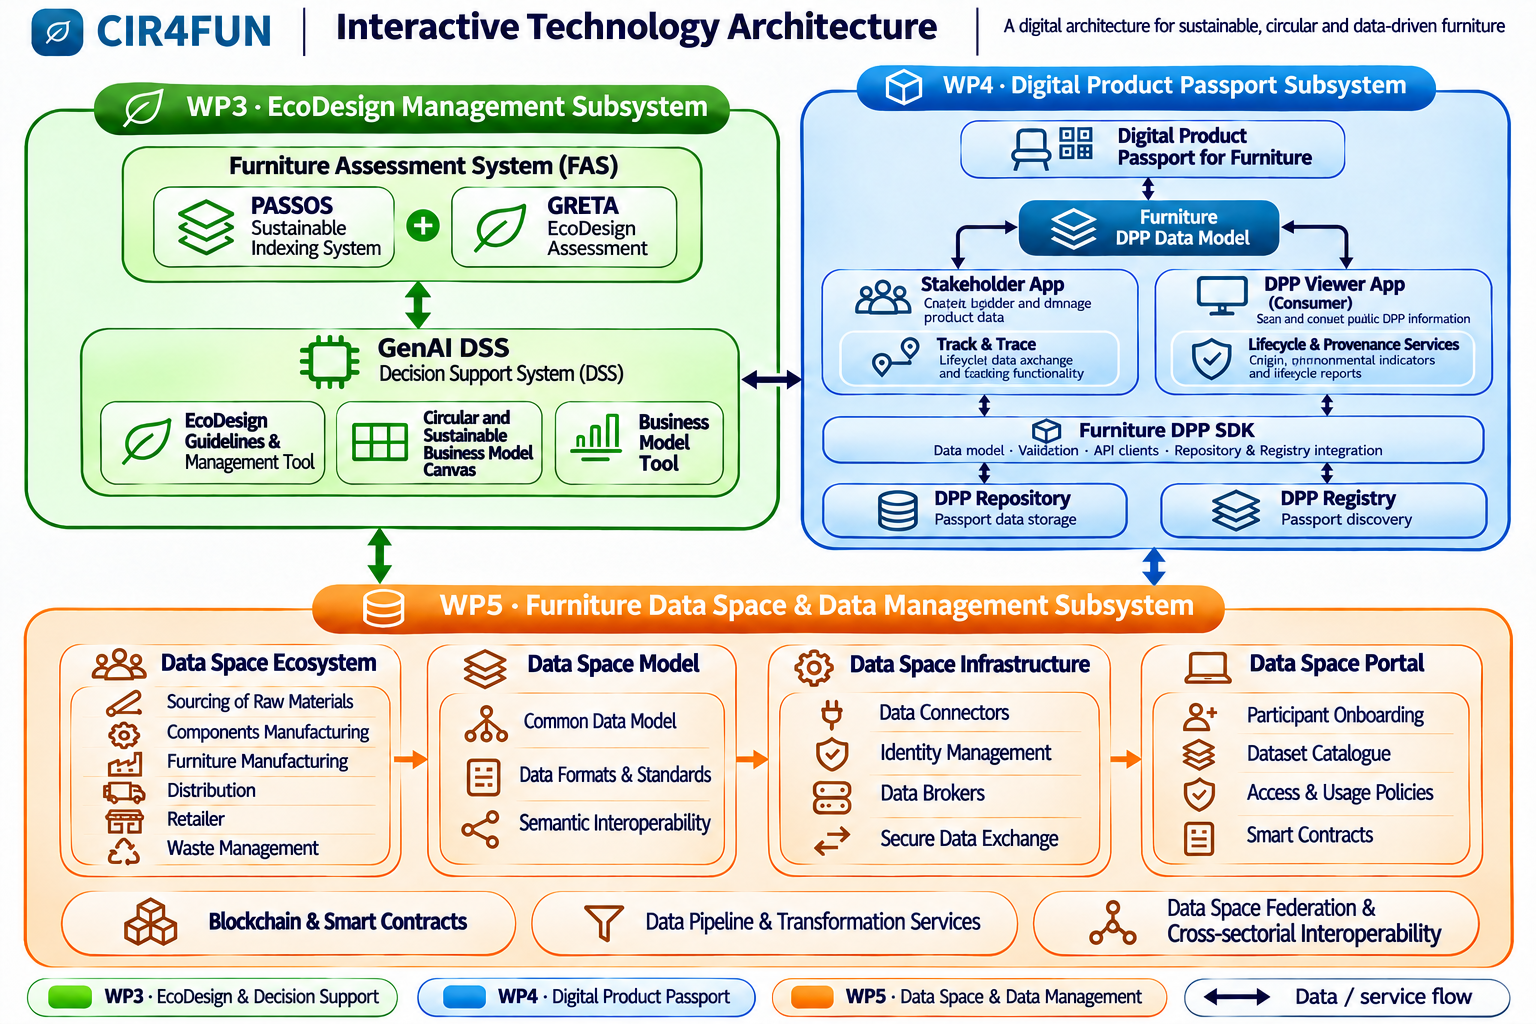 CIR4FUN
Interactive Technology Architecture
A digital architecture for sustainable, circular and data-driven furniture
WP3 · EcoDesign Management Subsystem
Furniture Assessment System (FAS)
PASSOS
Sustainable
Indexing System
GRETA
EcoDesign
Assessment
GenAI DSS
Decision Support System (DSS)
EcoDesign
Guidelines &
Management Tool
Circular and
Sustainable
Business Model
Canvas
Business
Model
Tool
WP4 · Digital Product Passport Subsystem
Digital Product
Passport for Furniture
Furniture
DPP Data Model
Stakeholder App
and
product data
Track & Trace
data
and functionality
DPP Viewer App
(Consumer)
and public DPP information
Lifecycle & Provenance Services
indicators
and reports
Furniture DPP SDK
Data model · Validation · API clients · Repository & Registry integration
DPP Repository
Passport data storage
DPP Registry
Passport discovery
WP5 · Furniture Data Space & Data Management Subsystem
Data Space Ecosystem
Sourcing of Raw Materials
Components Manufacturing
Furniture Manufacturing
Distribution
Retailer
Waste Management
Data Space Model
Common Data Model
Data Formats & Standards
Semantic Interoperability
Data Space Infrastructure
Data Connectors
Identity Management
Data Brokers
Secure Data Exchange
Data Space Portal
Participant Onboarding
Dataset Catalogue
Access & Usage Policies
Smart Contracts
Blockchain & Smart Contracts
Data Pipeline & Transformation Services
Data Space Federation &
Cross-sectorial Interoperability
WP3 · EcoDesign & Decision Support
WP4 · Digital Product Passport
WP5 · Data Space & Data Management
Data / service flow